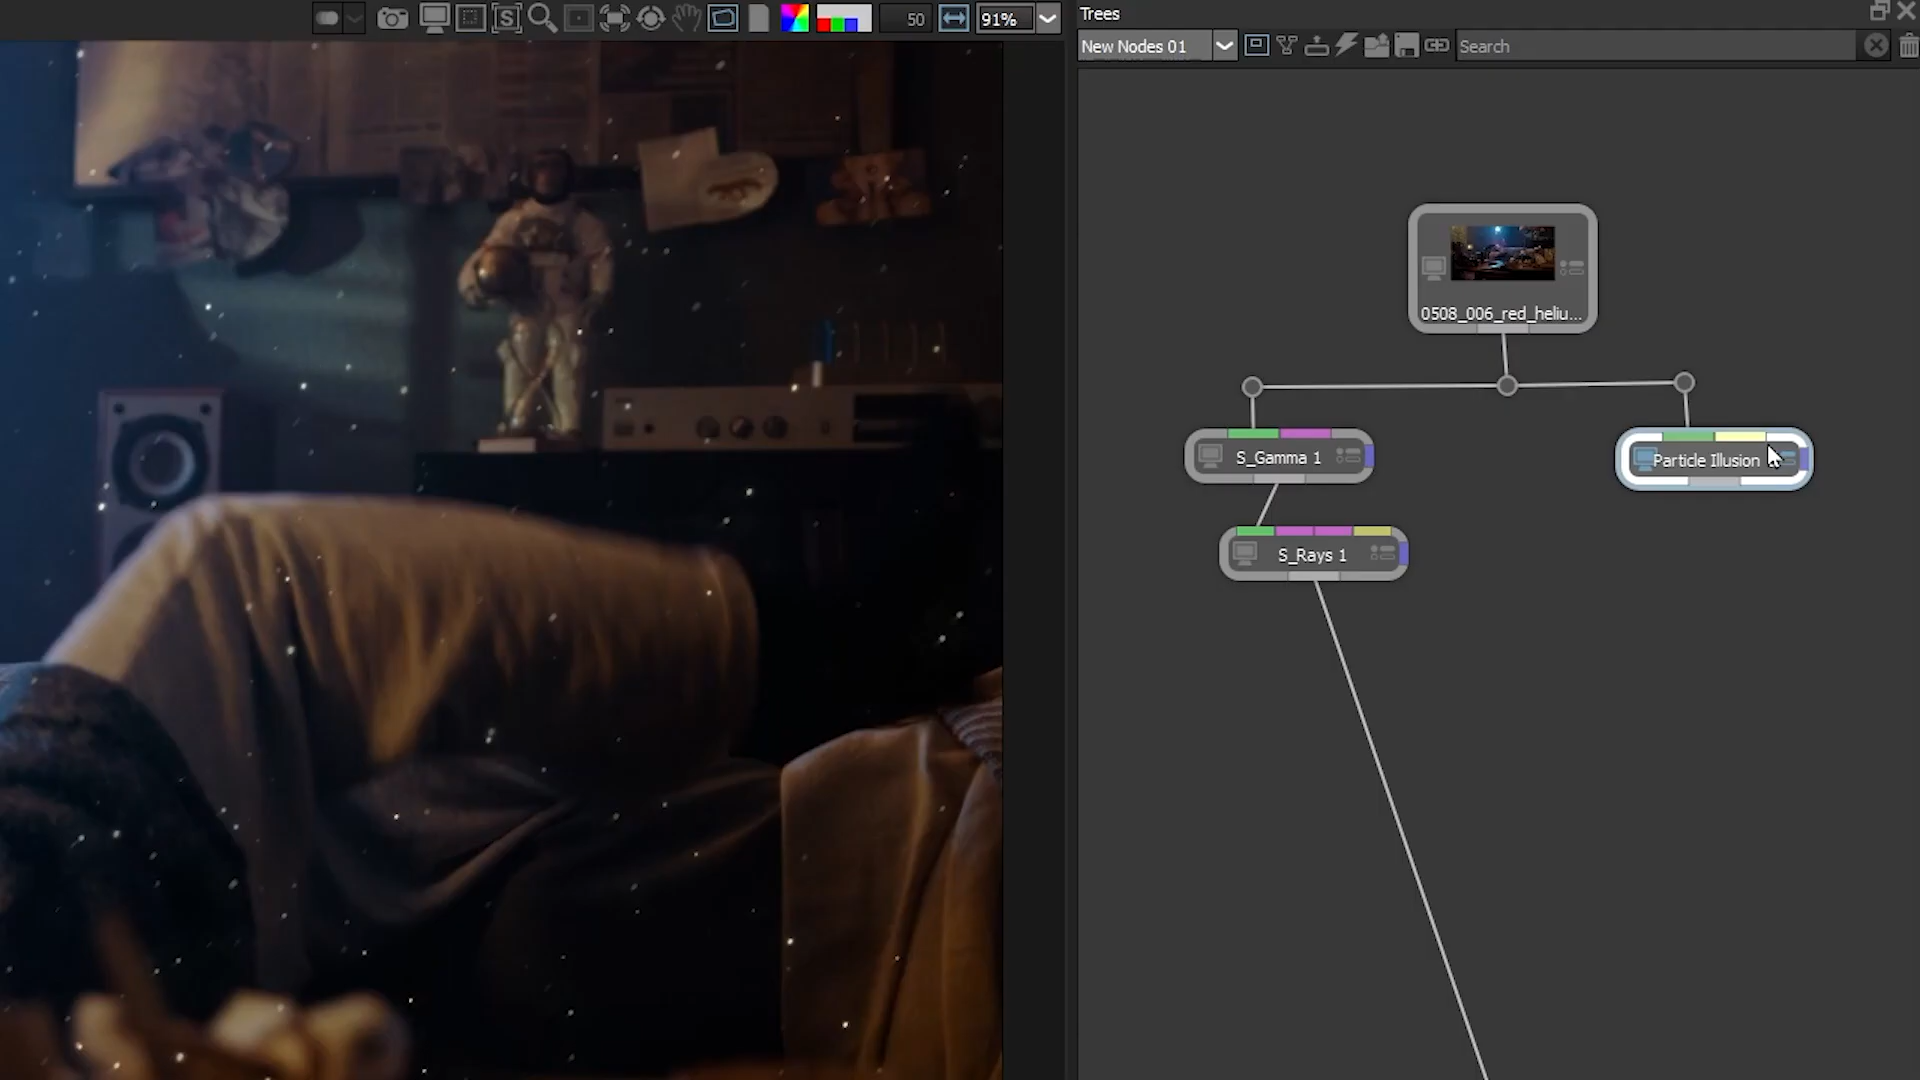 50
91%
Trees
New Nodes 01
Search
S
0508_006_red_heliu...
S_Gamma 1
Particle Illusion
S_Rays 1